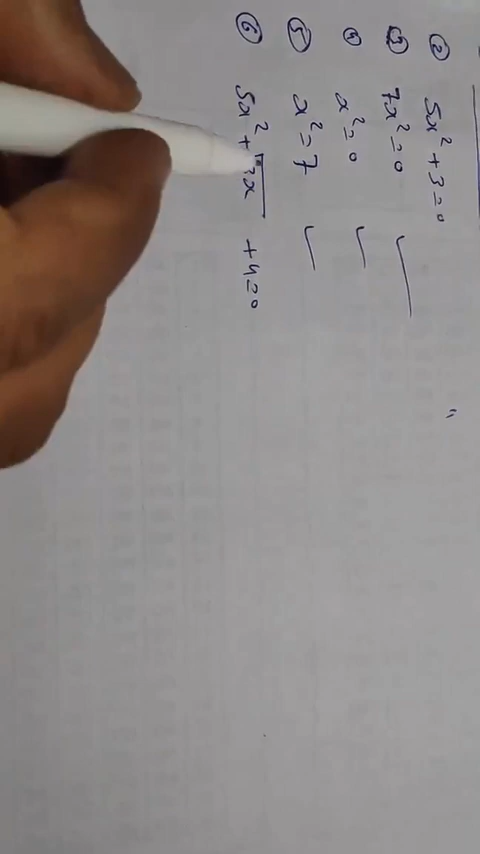 ② 5x² + 3 = 0
③ 7x² = 0
④ x² = 0
⑤ x² = 7
⑥ 5x² + √3x + 4 = 0